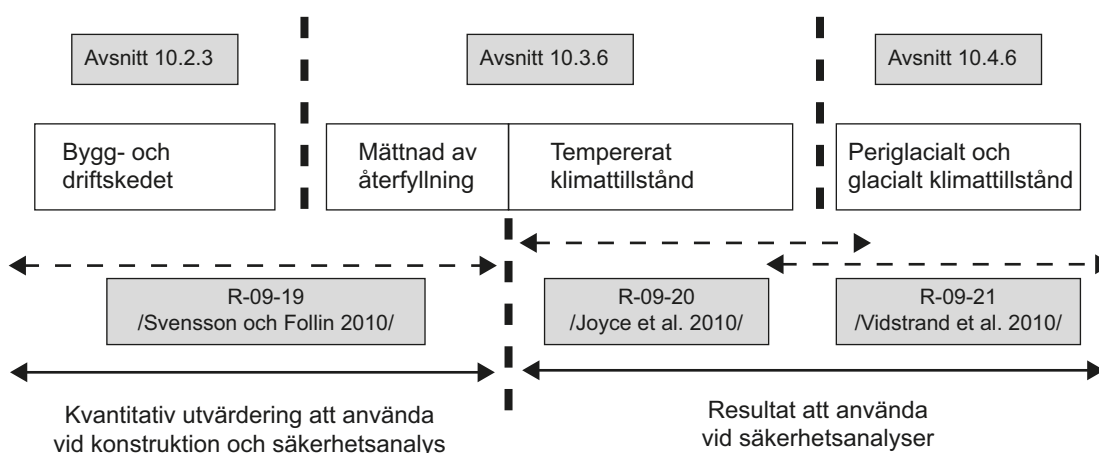 Avsnitt 10.2.3
Avsnitt 10.3.6
Avsnitt 10.4.6
Bygg- och
driftskedet
Mättnad av
återfyllning
Tempererat
klimattillstånd
Periglacialt och
glacialt klimattillstånd
R-09-19
/Svensson och Follin 2010/
R-09-20
/Joyce et al. 2010/
R-09-21
/Vidstrand et al. 2010/
Kvantitativ utvärdering att använda
vid konstruktion och säkerhetsanalys
Resultat att använda
vid säkerhetsanalyser